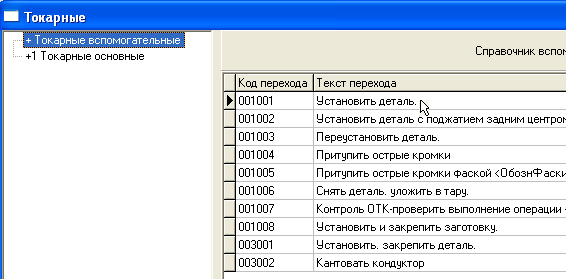 Токарные
+ Токарные вспомогательные
+1 Токарные основные
Справочник вспом
Код перехода Текст перехода
001001 Установить деталь.
001002 Установить деталь с поджатием задним центром
001003 Переустановить деталь.
001004 Притупить острые кромки
001005 Притупить острые кромки фаской <ОбознФаски
001006 Снять деталь. уложить в тару.
001007 Контроль ОТК-проверить выполнение операции -
001008 Установить и закрепить заготовку.
003001 Установить. закрепить деталь.
003002 Кантовать кондуктор